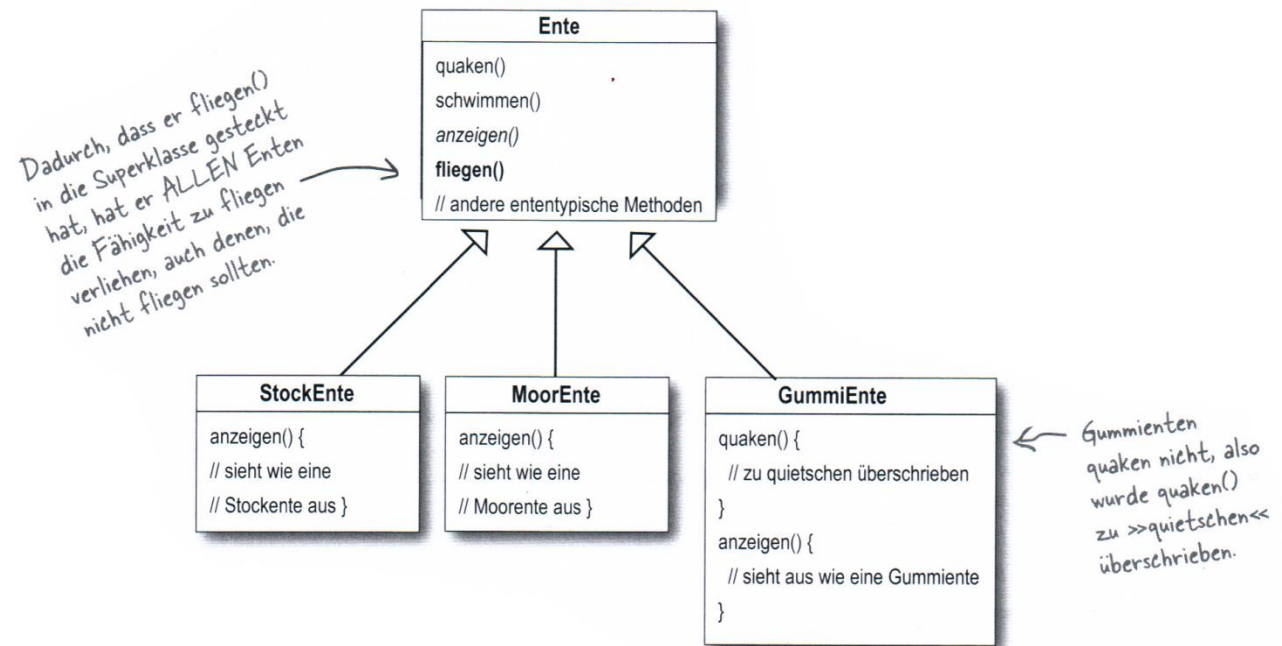 Ente
quaken()
schwimmen()
anzeigen()
fliegen()
// andere ententypische Methoden
Dadurch, dass er fliegen()
in die Superklasse gesteckt
hat, hat er ALLEN Enten
die Fähigkeit zu fliegen
verliehen, auch denen, die
nicht fliegen sollten.
StockEnte
anzeigen() {
// sieht wie eine
// Stockente aus }
MoorEnte
anzeigen() {
// sieht wie eine
// Moorente aus }
GummiEnte
quaken() {
// zu quietschen überschrieben
}
anzeigen() {
// sieht aus wie eine Gummiente
}
Gummienten
quaken nicht, also
wurde quaken()
zu >>quietschen<<
überschrieben.